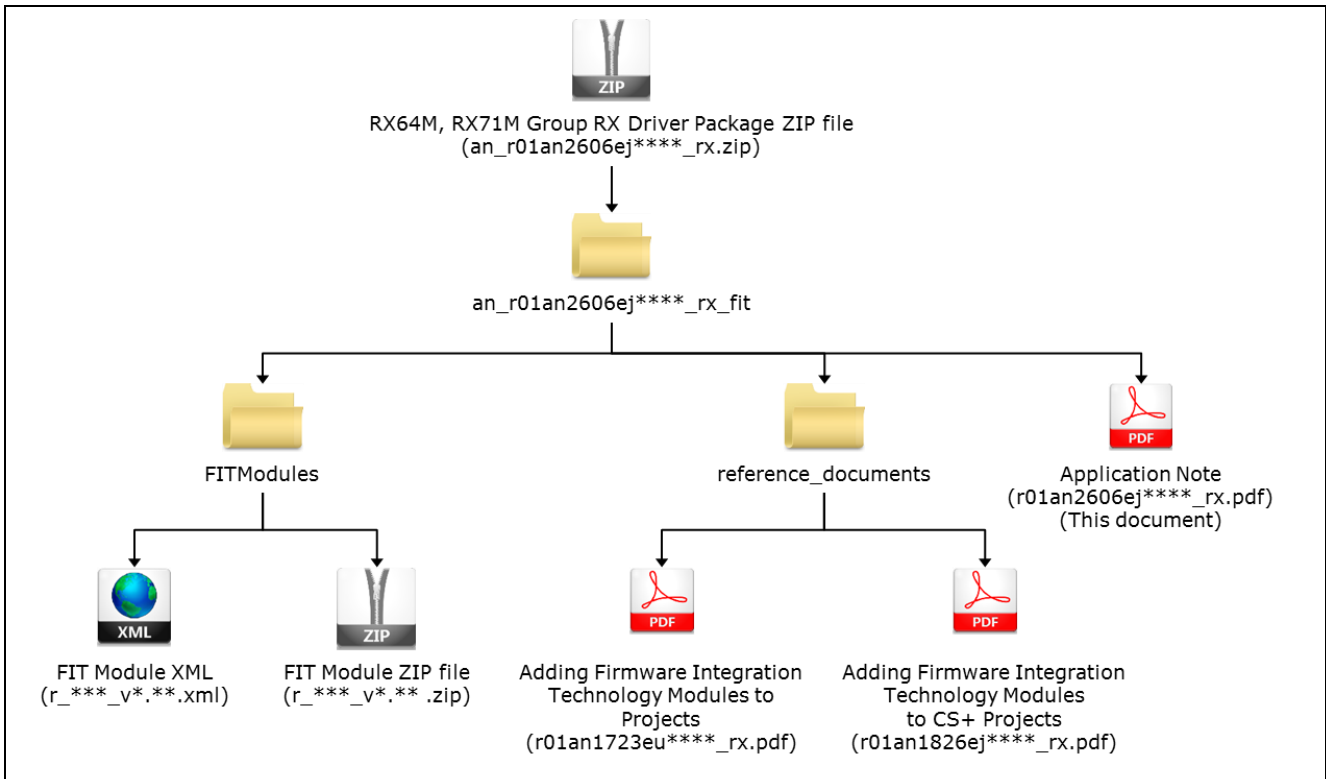 ZIP
RX64M, RX71M Group RX Driver Package ZIP file
(an_r01an2606ej****_rx.zip)
an_r01an2606ej****_rx_fit
FITModules
reference_documents
PDF
Application Note
(r01an2606ej****_rx.pdf)
(This document)
XML
FIT Module XML
(r_***_v*.**.xml)
ZIP
FIT Module ZIP file
(r_***_v*.** .zip)
PDF
Adding Firmware Integration
Technology Modules to
Projects
(r01an1723eu****_rx.pdf)
PDF
Adding Firmware Integration
Technology Modules
to CS+ Projects
(r01an1826ej****_rx.pdf)